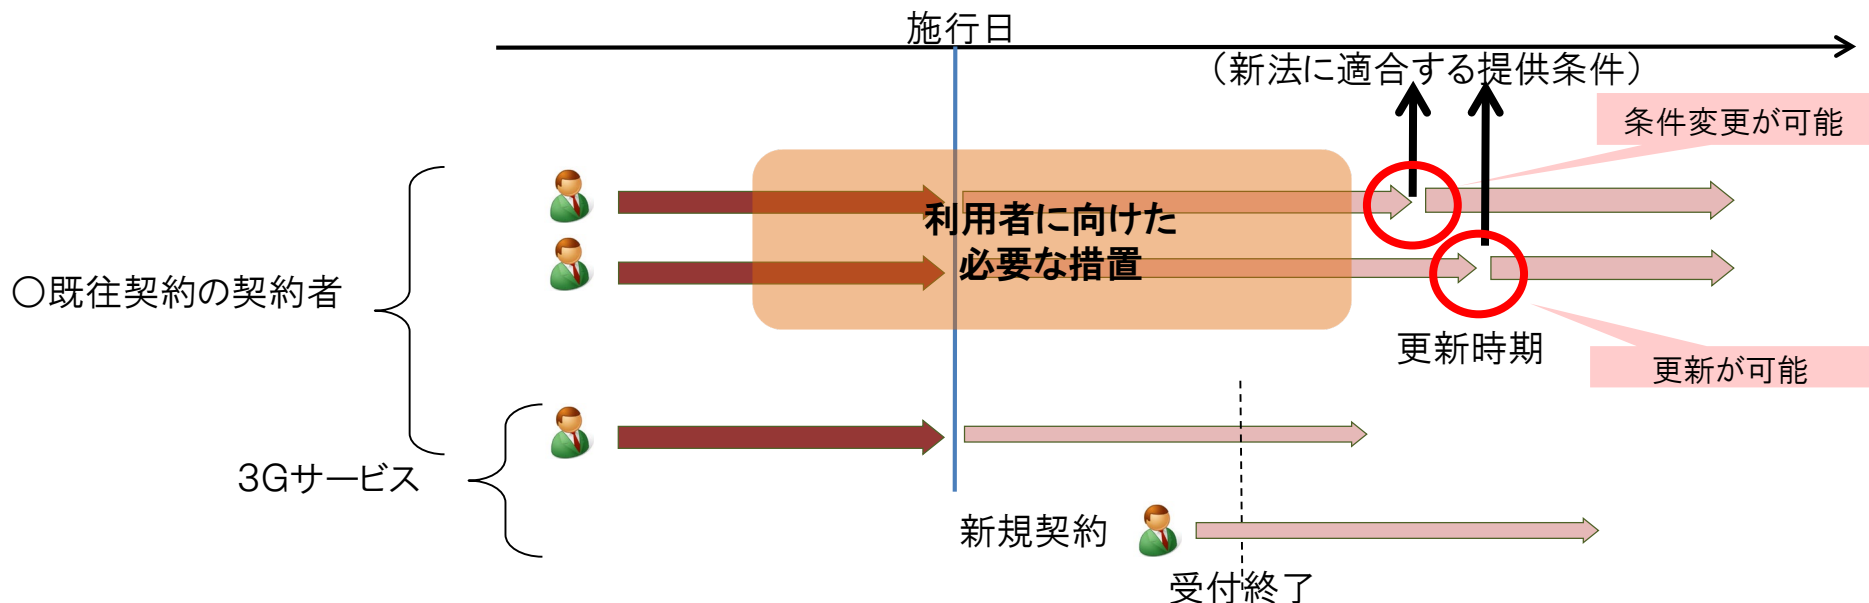 施行日
（新法に適合する提供条件）
条件変更が可能
利用者に向けた
必要な措置
〇既往契約の契約者
更新時期
更新が可能
3Gサービス
新規契約
受付終了